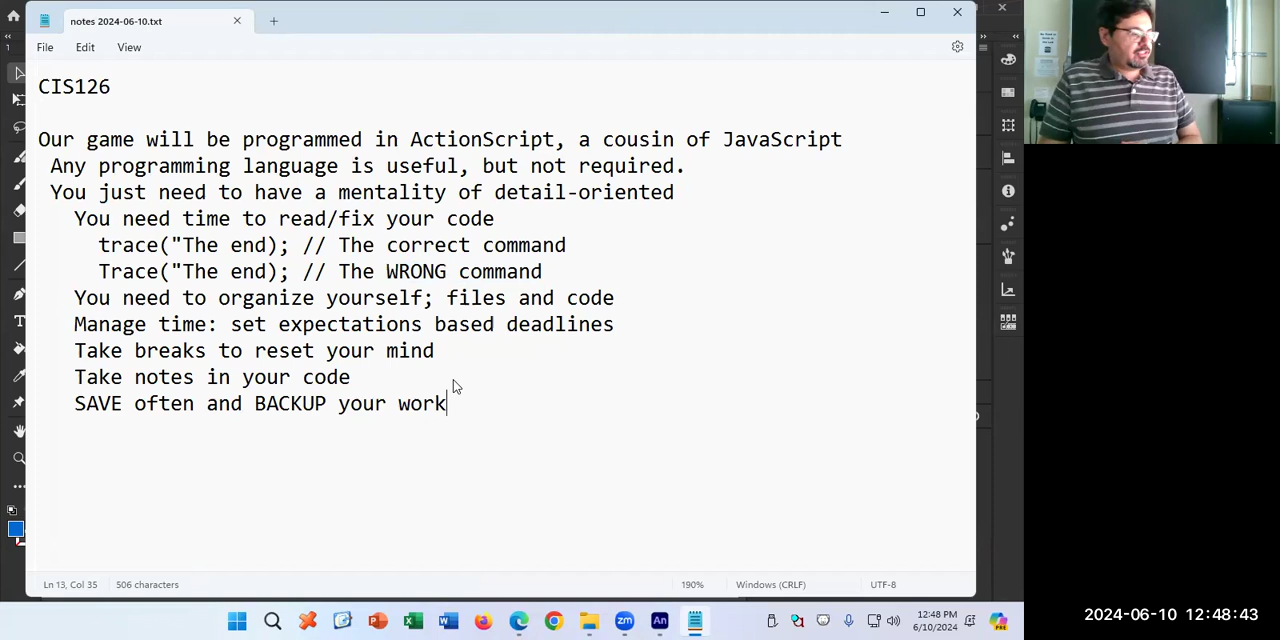 notes 2024-06-10.txt
File Edit View
CIS126
Our game will be programmed in ActionScript, a cousin of JavaScript
Any programming language is useful, but not required.
You just need to have a mentality of detail-oriented
You need time to read/fix your code
trace("The end); // The correct command
Trace("The end); // The WRONG command
You need to organize yourself; files and code
Manage time: set expectations based deadlines
Take breaks to reset your mind
Take notes in your code
SAVE often and BACKUP your work
Ln 13, Col 35 506 characters 190% Windows (CRLF) UTF-8
12:48 PM
6/10/2024
2024-06-10 12:48:43